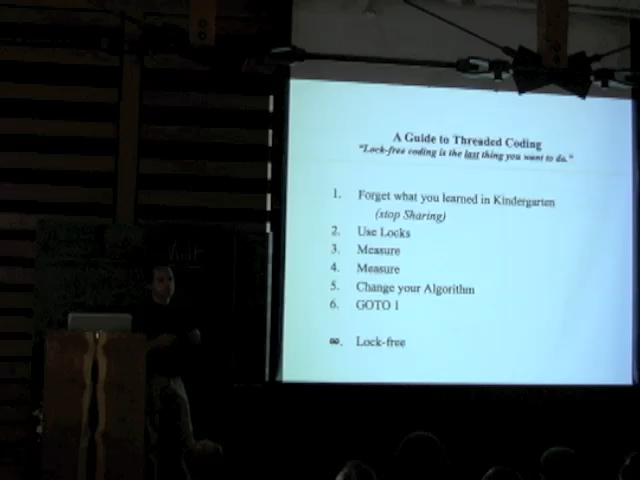 A Guide to Threaded Coding
"Lock-free coding is the last thing you want to do."
1. Forget what you learned in Kindergarten
(stop Sharing)
2. Use Locks
3. Measure
4. Measure
5. Change your Algorithm
6. GOTO 1
∞. Lock-free